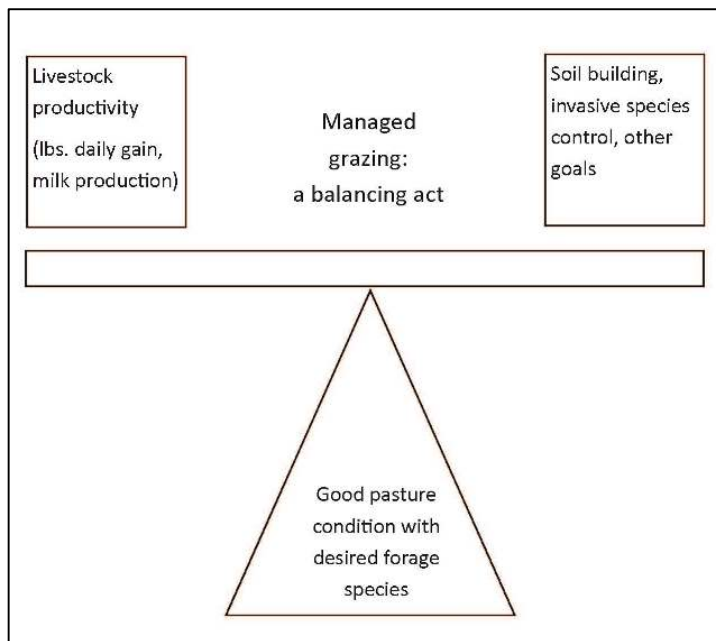 Livestock
productivity
(lbs. daily gain,
milk production)
Managed
grazing:
a balancing act
Soil building,
invasive species
control, other
goals
Good pasture
condition with
desired forage
species